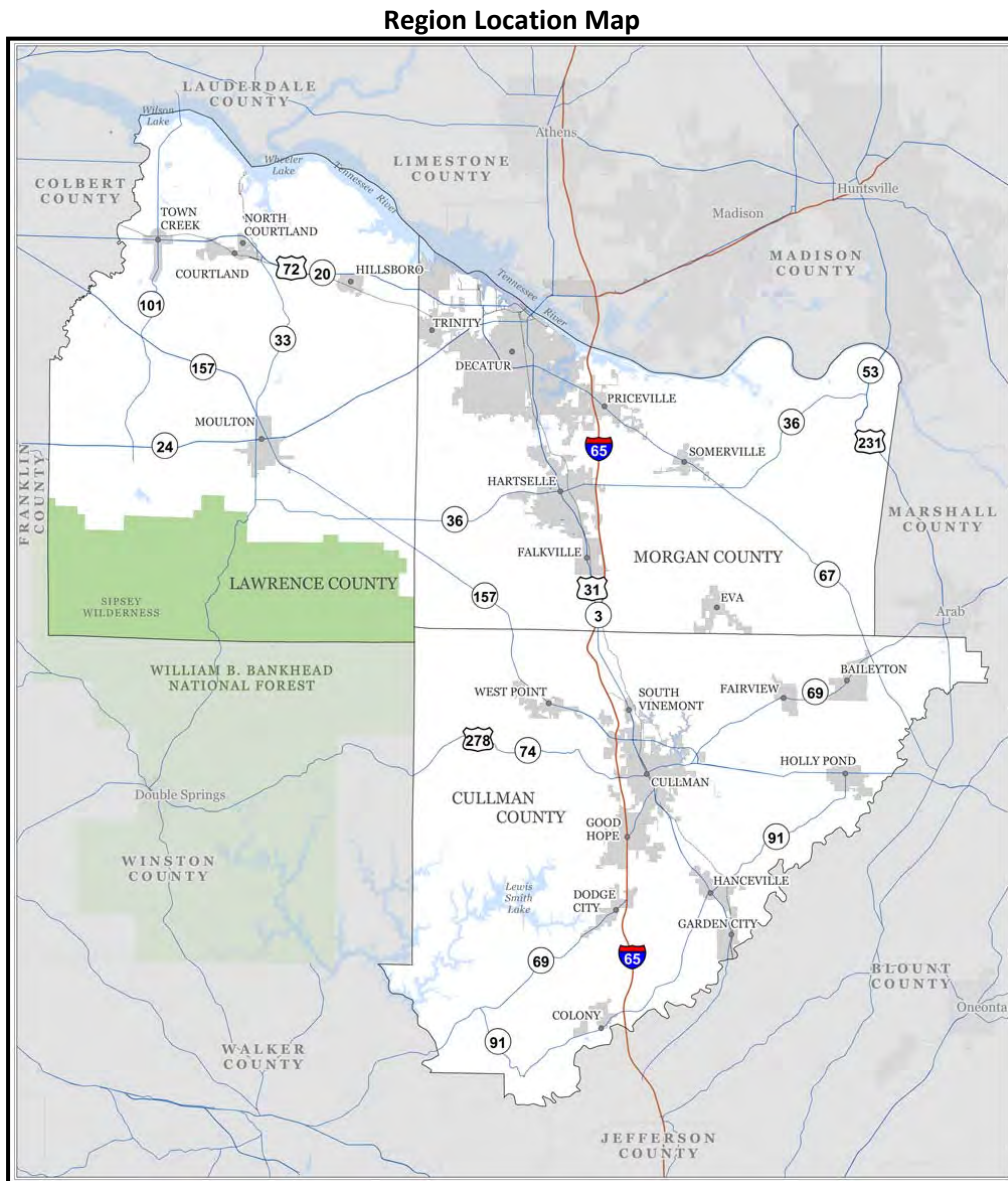 Region Location Map
LAUDERDALE
COUNTY
Wilson
Lake
Athens
Wheeler
Lake
Tennessee River
LIMESTONE
COUNTY
COLBERT
COUNTY
Huntsville
Madison
TOWN
CREEK
NORTH
COURTLAND
MADISON
COUNTY
COURTLAND
72
20
HILLSBORO
Tennessee River
101
TRINITY
33
DECATUR
157
53
PRICEVILLE
MOULTON
36
24
65
231
SOMERVILLE
FRANKLIN
COUNTY
HARTSELLE
36
MARSHALL
COUNTY
FALKVILLE
MORGAN COUNTY
LAWRENCE COUNTY
67
SIPSEY
WILDERNESS
157
31
EVA
3
Arab
WILLIAM B. BANKHEAD
NATIONAL FOREST
BAILEYTON
WEST POINT
SOUTH
VINEMONT
FAIRVIEW
69
278
74
HOLLY POND
CULLMAN
Double Springs
CULLMAN
COUNTY
GOOD
HOPE
91
WINSTON
COUNTY
Lewis
Smith
Lake
DODGE
CITY
HANCEVILLE
GARDEN CITY
69
65
BLOUNT
COUNTY
Oneonta
COLONY
91
WALKER
COUNTY
JEFFERSON
COUNTY